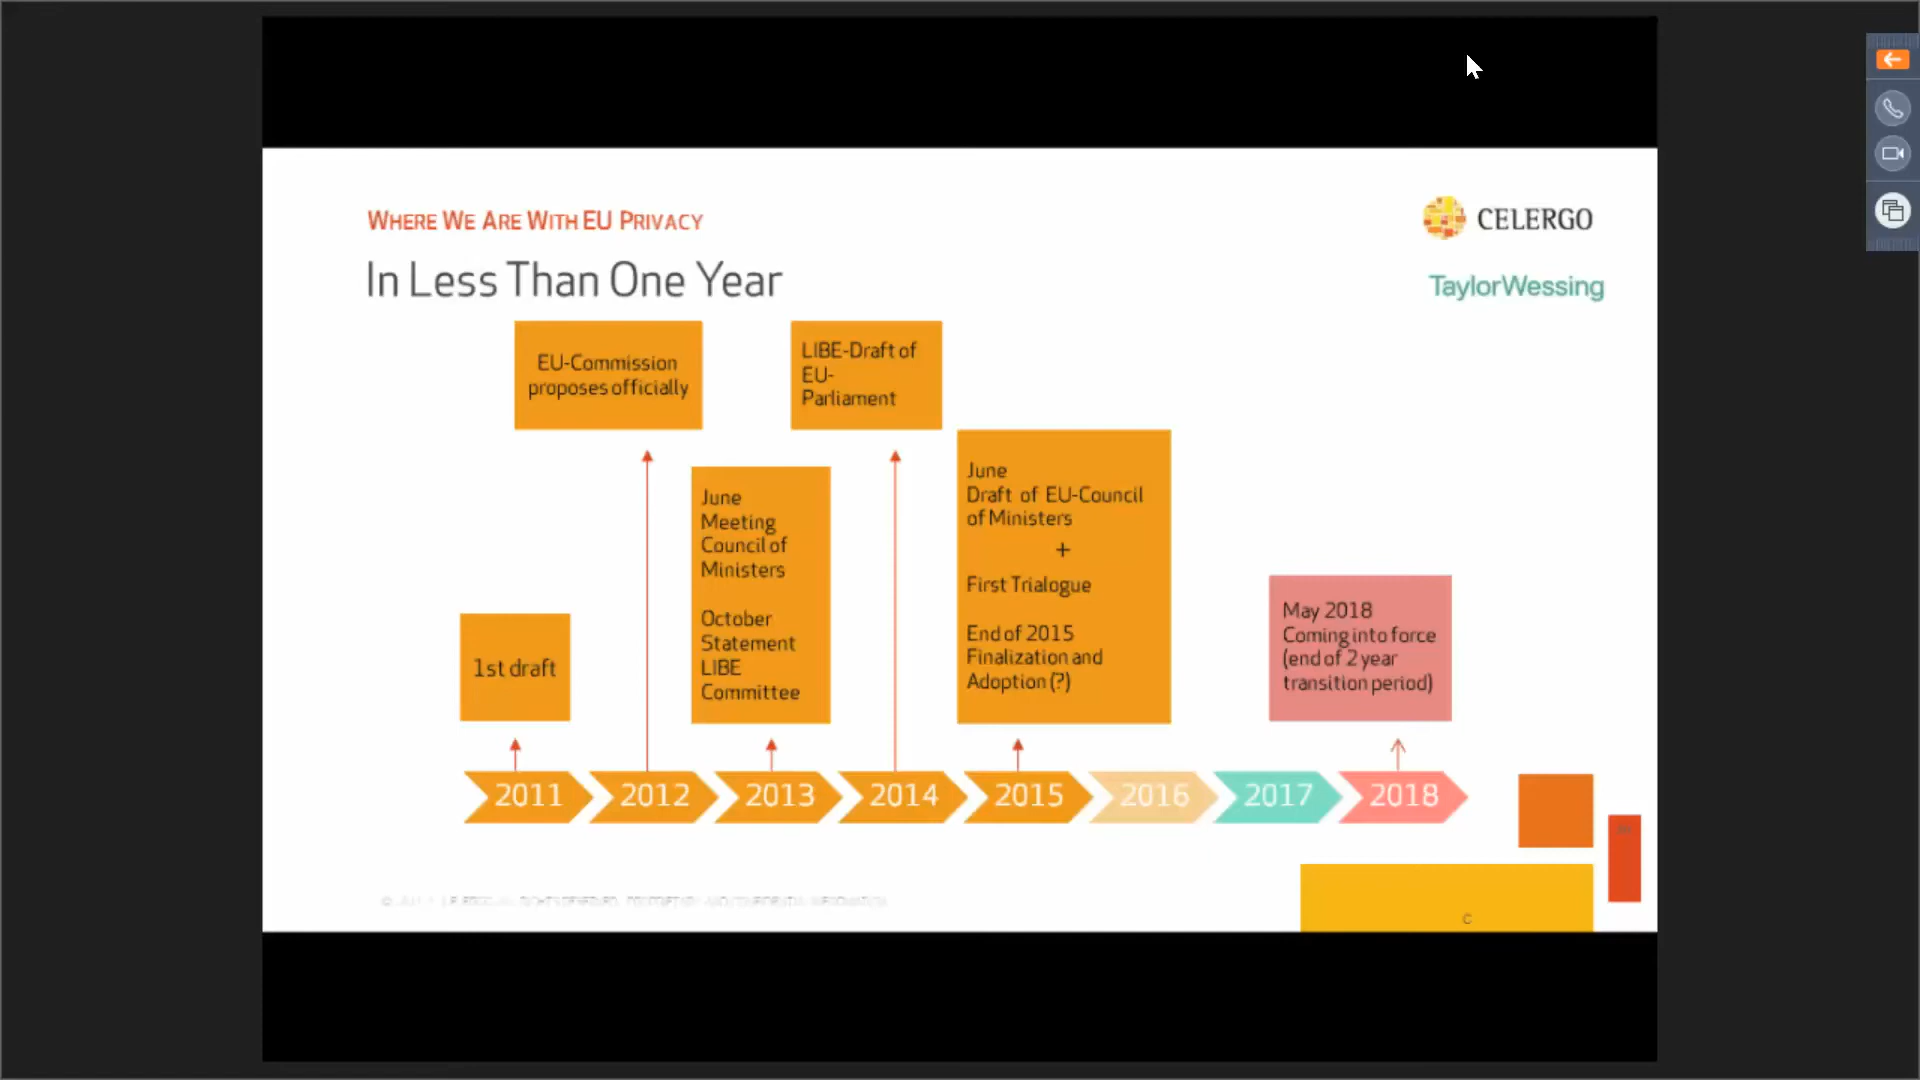 WHERE WE ARE WITH EU PRIVACY
In Less Than One Year
CELERGO
TaylorWessing
EU-Commission
proposes officially
LIBE-Draft of
EU-
Parliament
June
Meeting
Council of
Ministers
October
Statement
LIBE
Committee
June
Draft of EU-Council
of Ministers
+
First Trialogue
End of 2015
Finalization and
Adoption (?)
1st draft
May 2018
Coming into force
(end of 2 year
transition period)
2011
2012
2013
2014
2015
2016
2017
2018
C